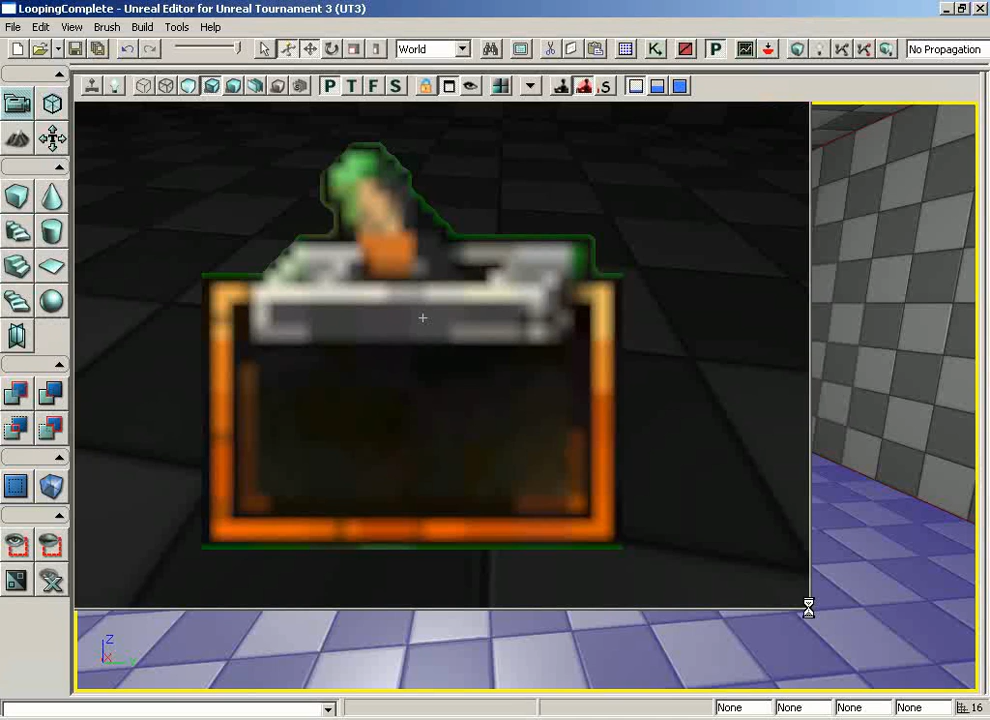 LoopingComplete - Unreal Editor for Unreal Tournament 3 (UT3)
File Edit View Brush Build Tools Help
World P No Propagation
P T F S S
Z
X Y
None None None None 16